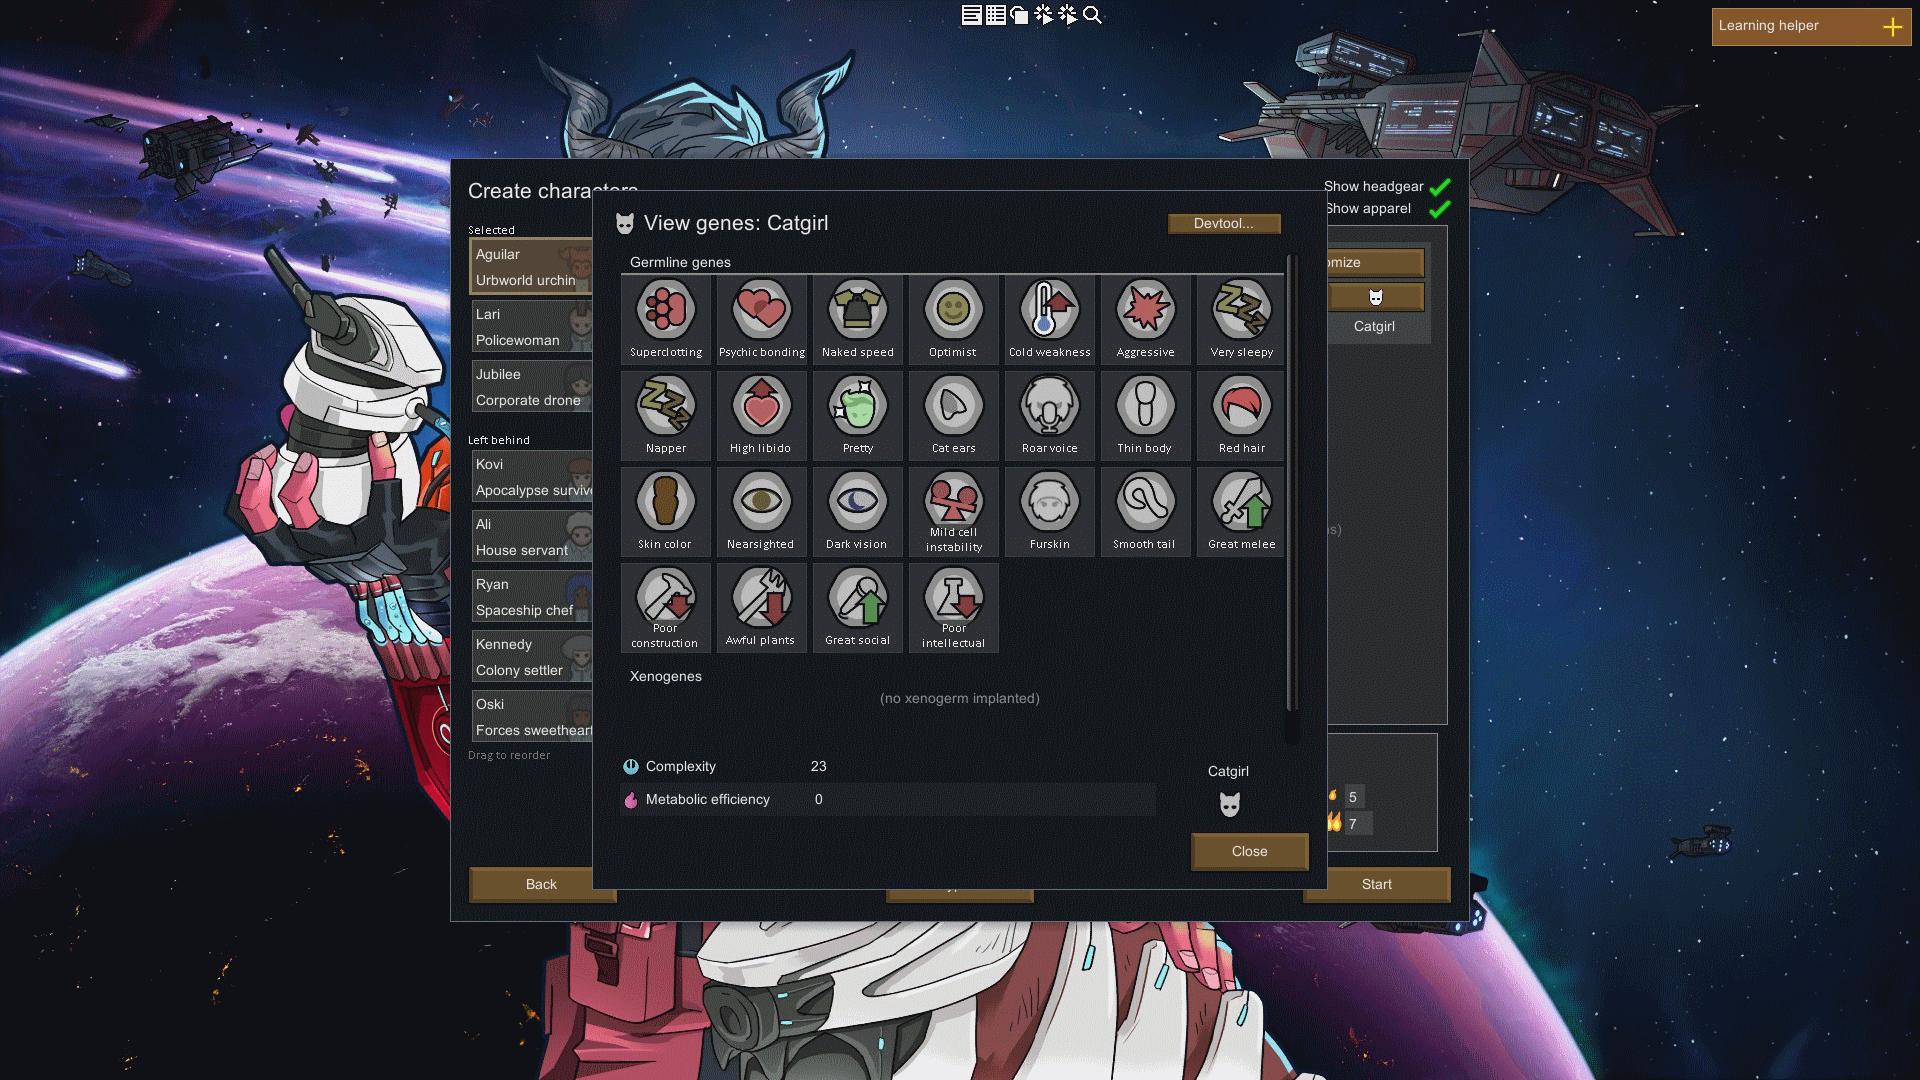 Learning helper
Create characters
Show headgear
Show apparel
View genes: Catgirl
Devtool...
Selected
Germline genes
Aguilar
Urbworld urchin
Lari
Policewoman
Jubilee
Corporate drone
Left behind
Kovi
Apocalypse survivo
Ali
House servant
Ryan
Spaceship chef
Kennedy
Colony settler
Oski
Forces sweetheart
Drag to reorder
Superclotting
Psychic bonding
Naked speed
Optimist
Cold weakness
Aggressive
Very sleepy
Napper
High libido
Pretty
Cat ears
Roar voice
Thin body
Red hair
Skin color
Nearsighted
Dark vision
Mild cell
instability
Furskin
Smooth tail
Great melee
Poor
construction
Awful plants
Great social
Poor
intellectual
Xenogenes
(no xenogerm implanted)
Complexity 23
Metabolic efficiency 0
Catgirl
Close
omize
Catgirl
s)
5
7
Back
Start